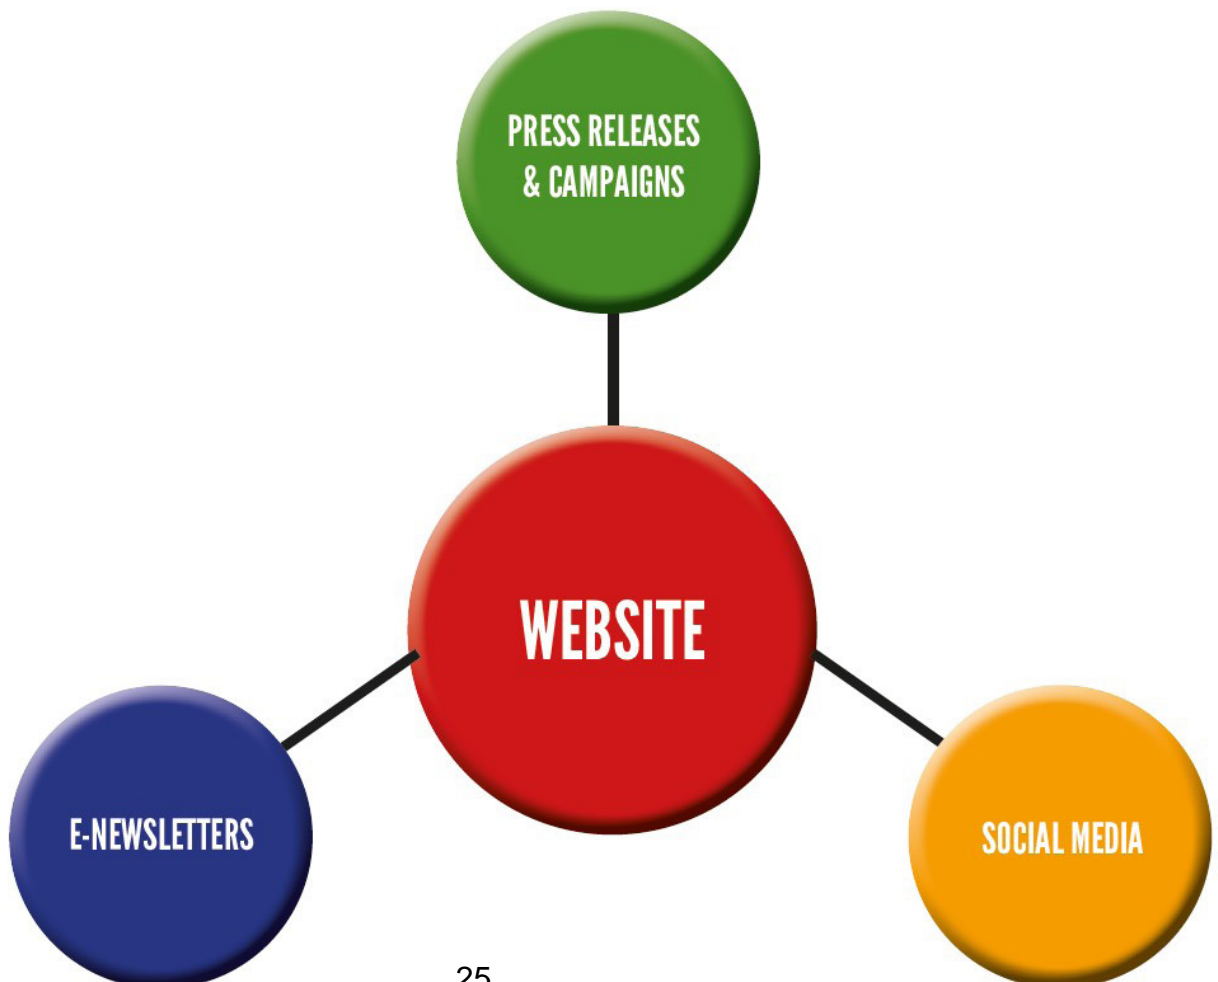 PRESS RELEASES
& CAMPAIGNS
WEBSITE
E-NEWSLETTERS
SOCIAL MEDIA
25